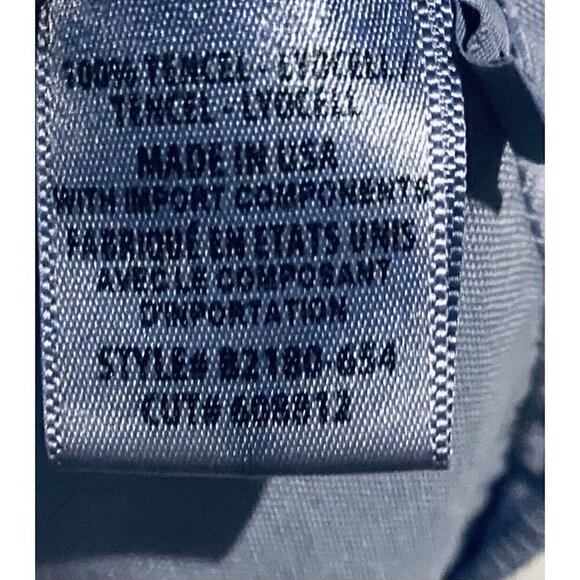 100% TENCEL - LYOCELL /
TENCEL - LYOCELL
MADE IN USA
WITH IMPORT COMPONENTS
FABRIQUÉ EN ETATS UNIS
AVEC LE COMPOSANT
D'IMPORTATION
STYLE# B2180-654
CUT# 608812